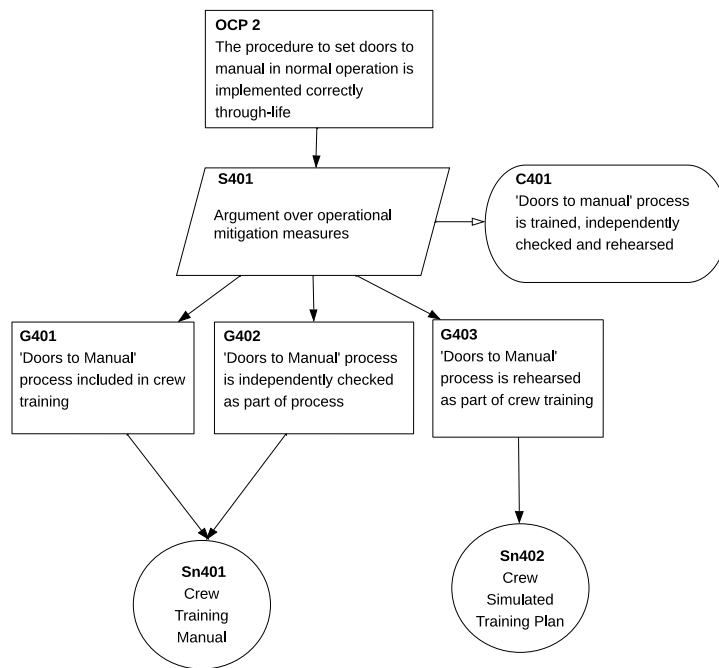 OCP 2
The procedure to set doors to
manual in normal operation is
implemented correctly
through-life
S401
Argument over operational
mitigation measures
C401
'Doors to manual' process
is trained, independently
checked and rehearsed
G401
'Doors to Manual'
process included in crew
training
G402
'Doors to Manual' process
is independently checked
as part of process
G403
'Doors to Manual'
process is rehearsed
as part of crew training
Sn401
Crew
Training
Manual
Sn402
Crew
Simulated
Training Plan